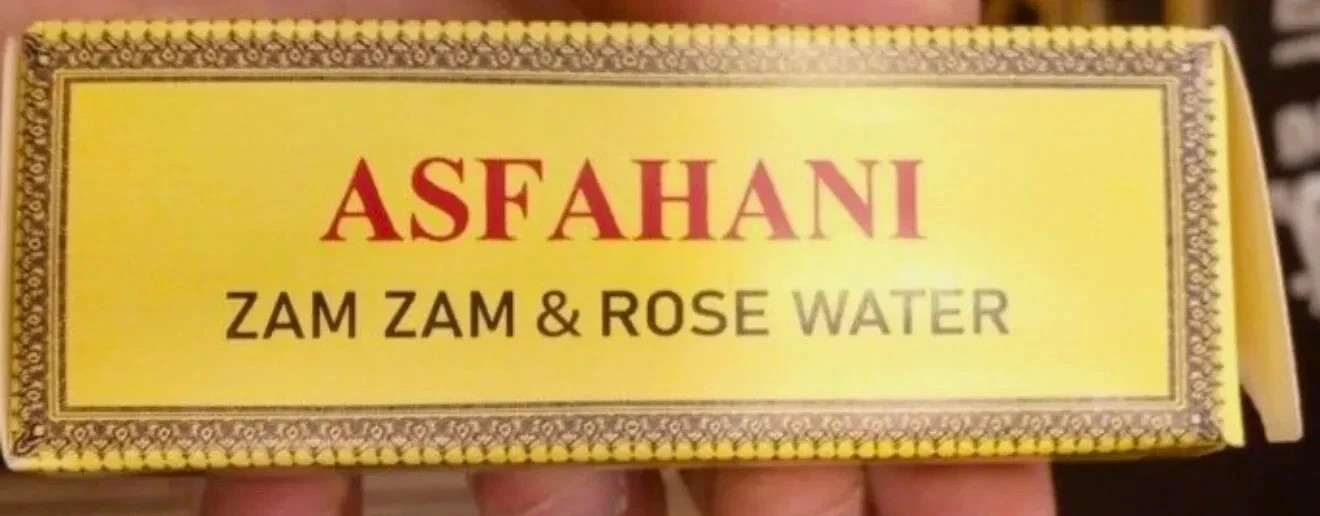 ASFAHANI
ZAM ZAM & ROSE WATER